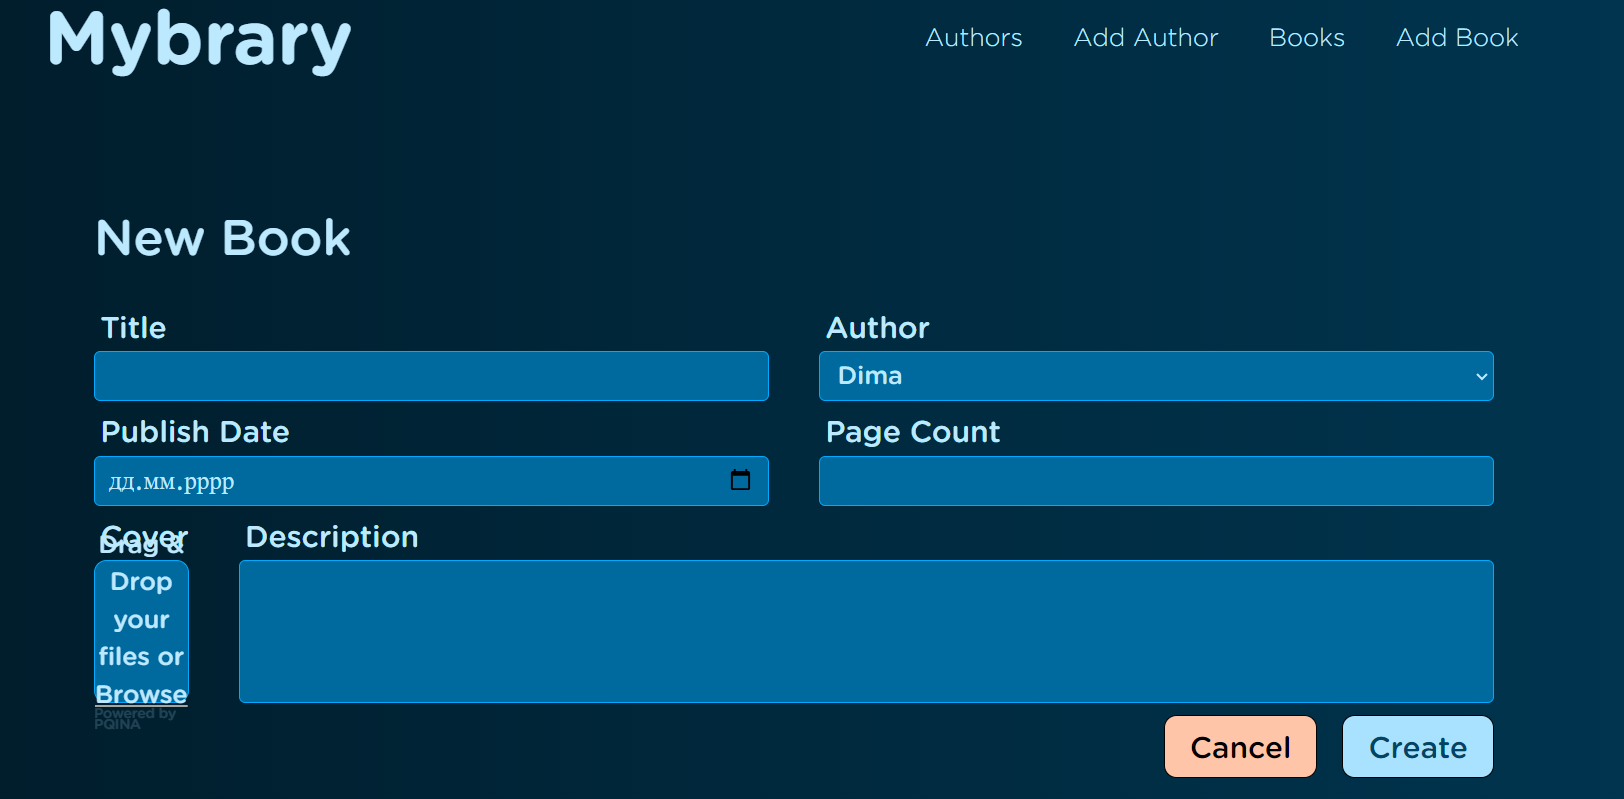 Mybrary
Authors Add Author Books Add Book
New Book
Title Author
Dima
Publish Date Page Count
дд.мм.рррр
Cover Description
Drag &
Drop
your
files or
Browse
Powered by
PQINA
Cancel Create